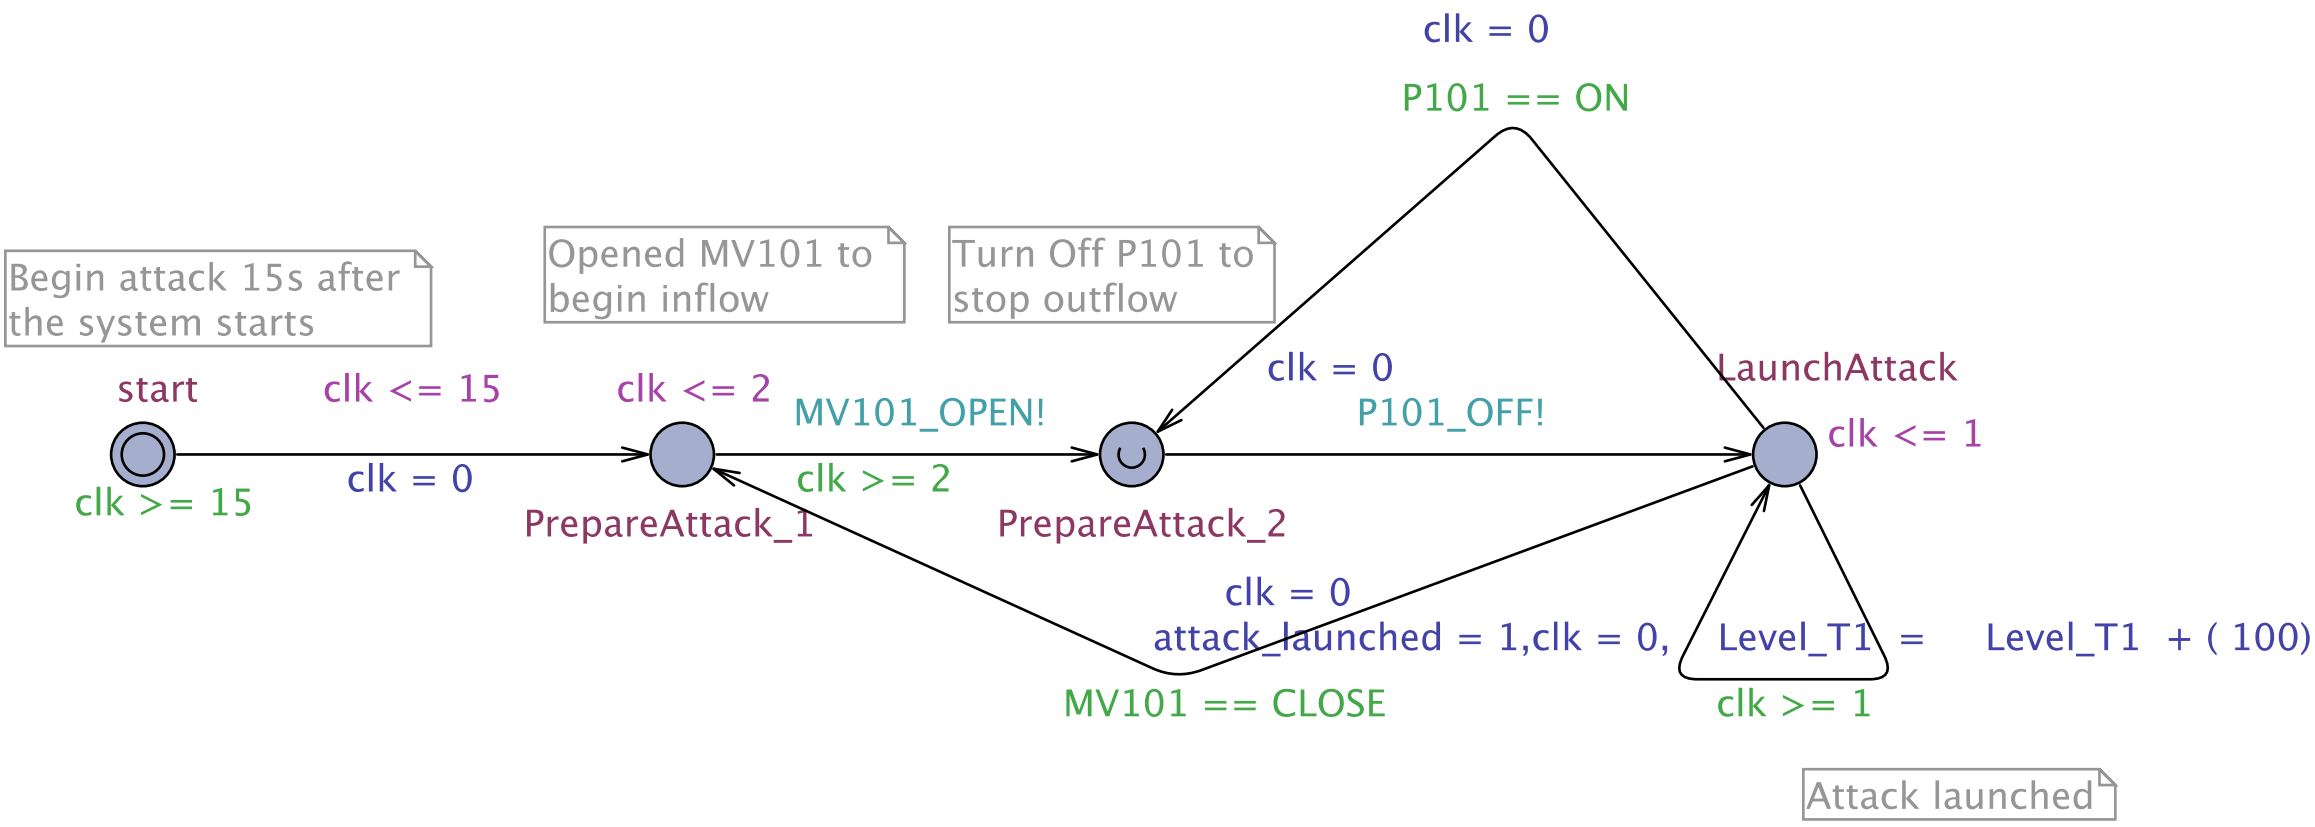 clk = 0
P101 == ON
Begin attack 15s after
the system starts
Opened MV101 to
begin inflow
Turn Off P101 to
stop outflow
start
clk <= 15
clk <= 2
MV101_OPEN!
clk = 0
P101_OFF!
LaunchAttack
clk <= 1
clk >= 15
clk = 0
clk >= 2
PrepareAttack_1
PrepareAttack_2
clk = 0
attack_launched = 1,clk = 0, Level_T1 = Level_T1 + ( 100)
MV101 == CLOSE
clk >= 1
Attack launched